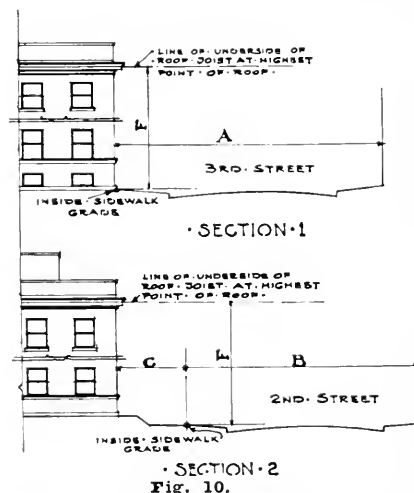 LINE·OF·UNDERSIDE·OF
ROOF·JOIST·AT·HIGHEST
POINT·OF·ROOF·
F
A
3RD·STREET
INSIDE·SIDEWALK
GRADE
·SECTION·1
LINE·OF·UNDERSIDE·OF
ROOF·JOIST·AT·HIGHEST
POINT·OF·ROOF·
C
F
B
2ND·STREET
INSIDE·SIDEWALK
GRADE
·SECTION·2
Fig. 10.